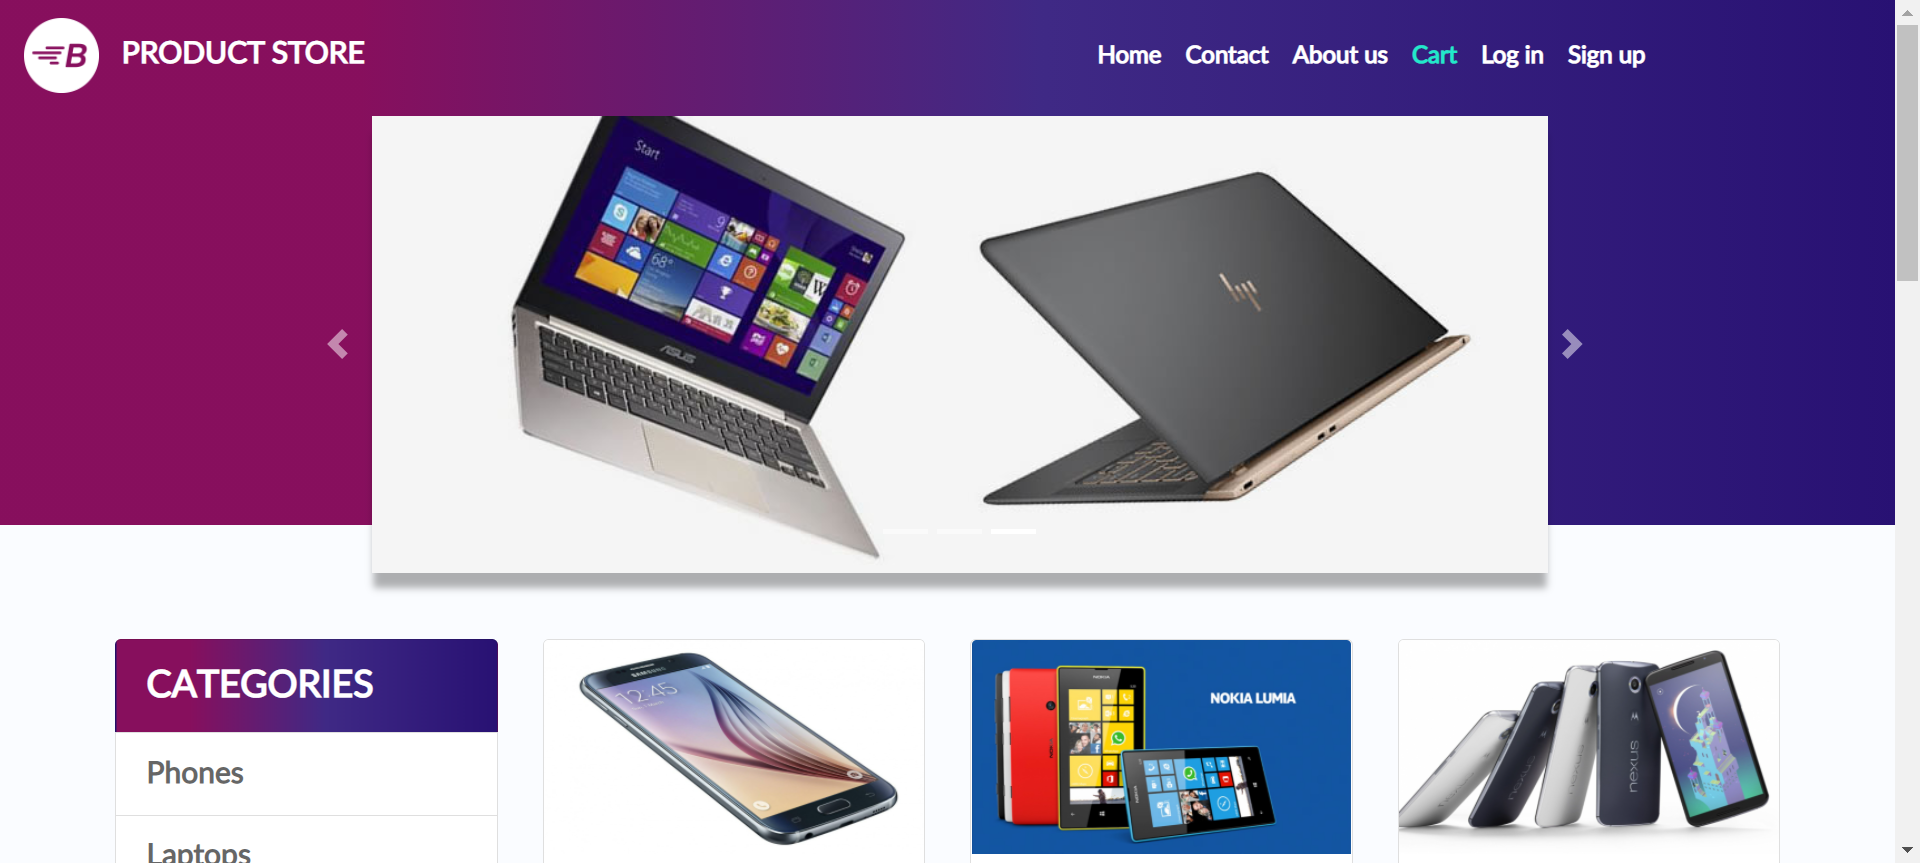 B PRODUCT STORE
Home Contact About us Cart Log in Sign up
Start
68°
ASUS
hp
CATEGORIES
Phones
Laptops
SAMSUNG
12:45
NOKIA LUMIA
nexus